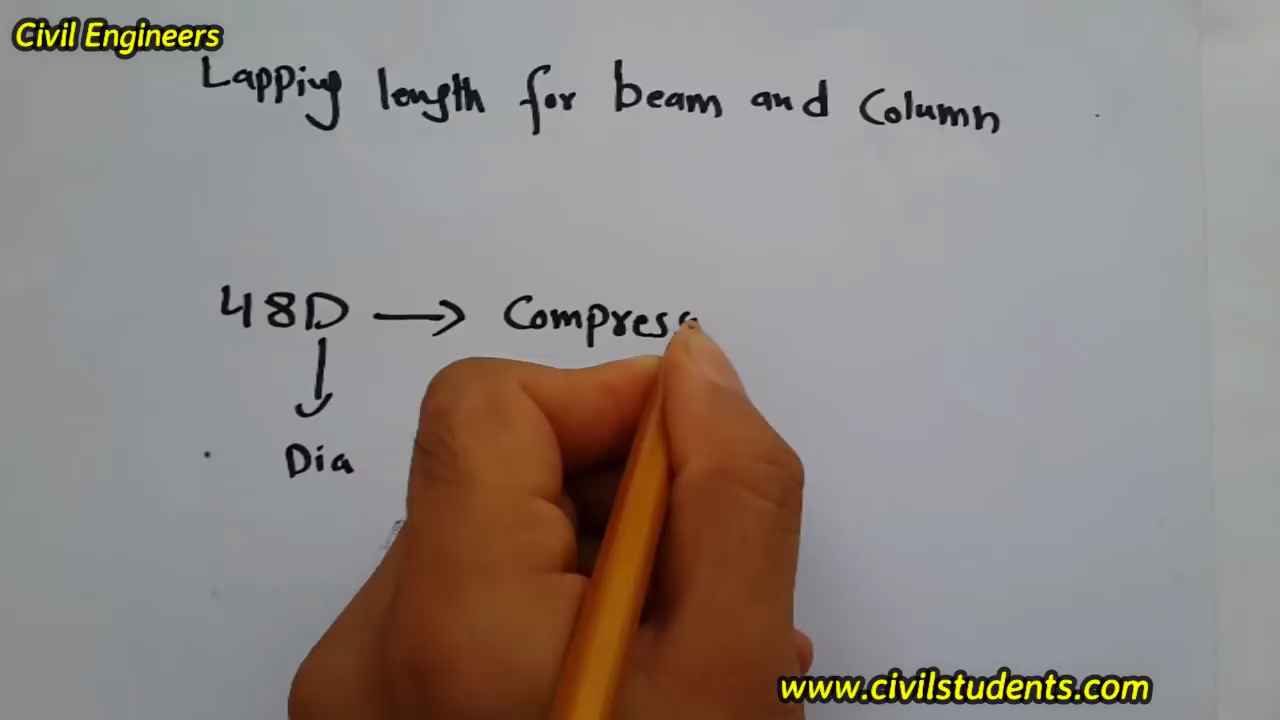 Civil Engineers
Lapping length for beam and Column
48D → Compress
↓
Dia
www.civilstudents.com